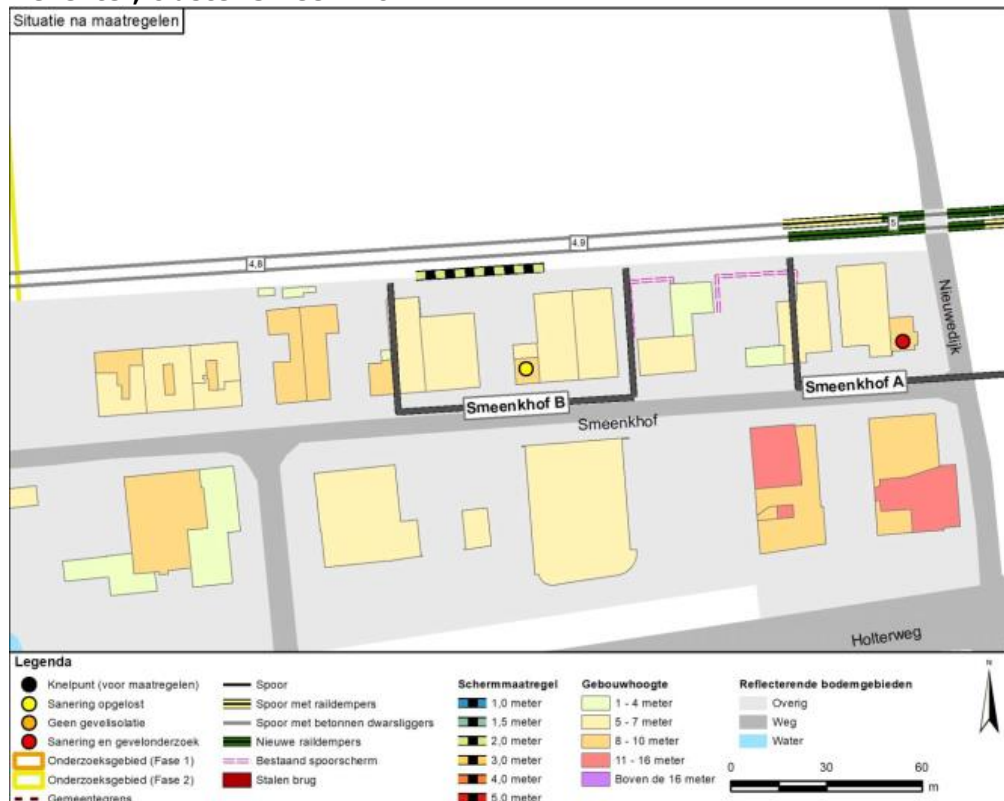 Situatie na maatregelen
5
4,9
4,8
Nieuwedijk
Smeenkhof A
Smeenkhof B
Smeenkhof
Holterweg
Legenda
Knelpunt (voor maatregelen)
Sanering opgelost
Geen gevelisolatie
Sanering en gevelonderzoek
Onderzoeksgebied (Fase 1)
Onderzoeksgebied (Fase 2)
Gemeentegrens
Spoor
Spoor met raildempers
Spoor met betonnen dwarsliggers
Nieuwe raildempers
Bestaand spoorscherm
Stalen brug
Schermmaatregel
1,0 meter
1,5 meter
2,0 meter
3,0 meter
4,0 meter
5,0 meter
Gebouwhoogte
1 - 4 meter
5 - 7 meter
8 - 10 meter
11 - 16 meter
Boven de 16 meter
Reflecterende bodemgebieden
Overig
Weg
Water
N
0 30 60
m